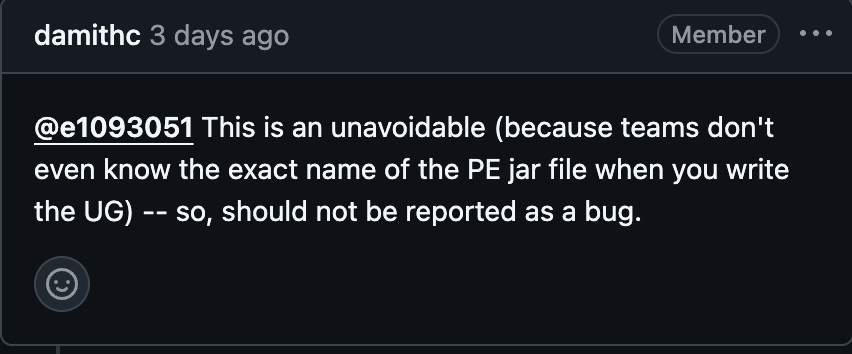 damithc 3 days ago Member
@e1093051 This is an unavoidable (because teams don't
even know the exact name of the PE jar file when you write
the UG) -- so, should not be reported as a bug.